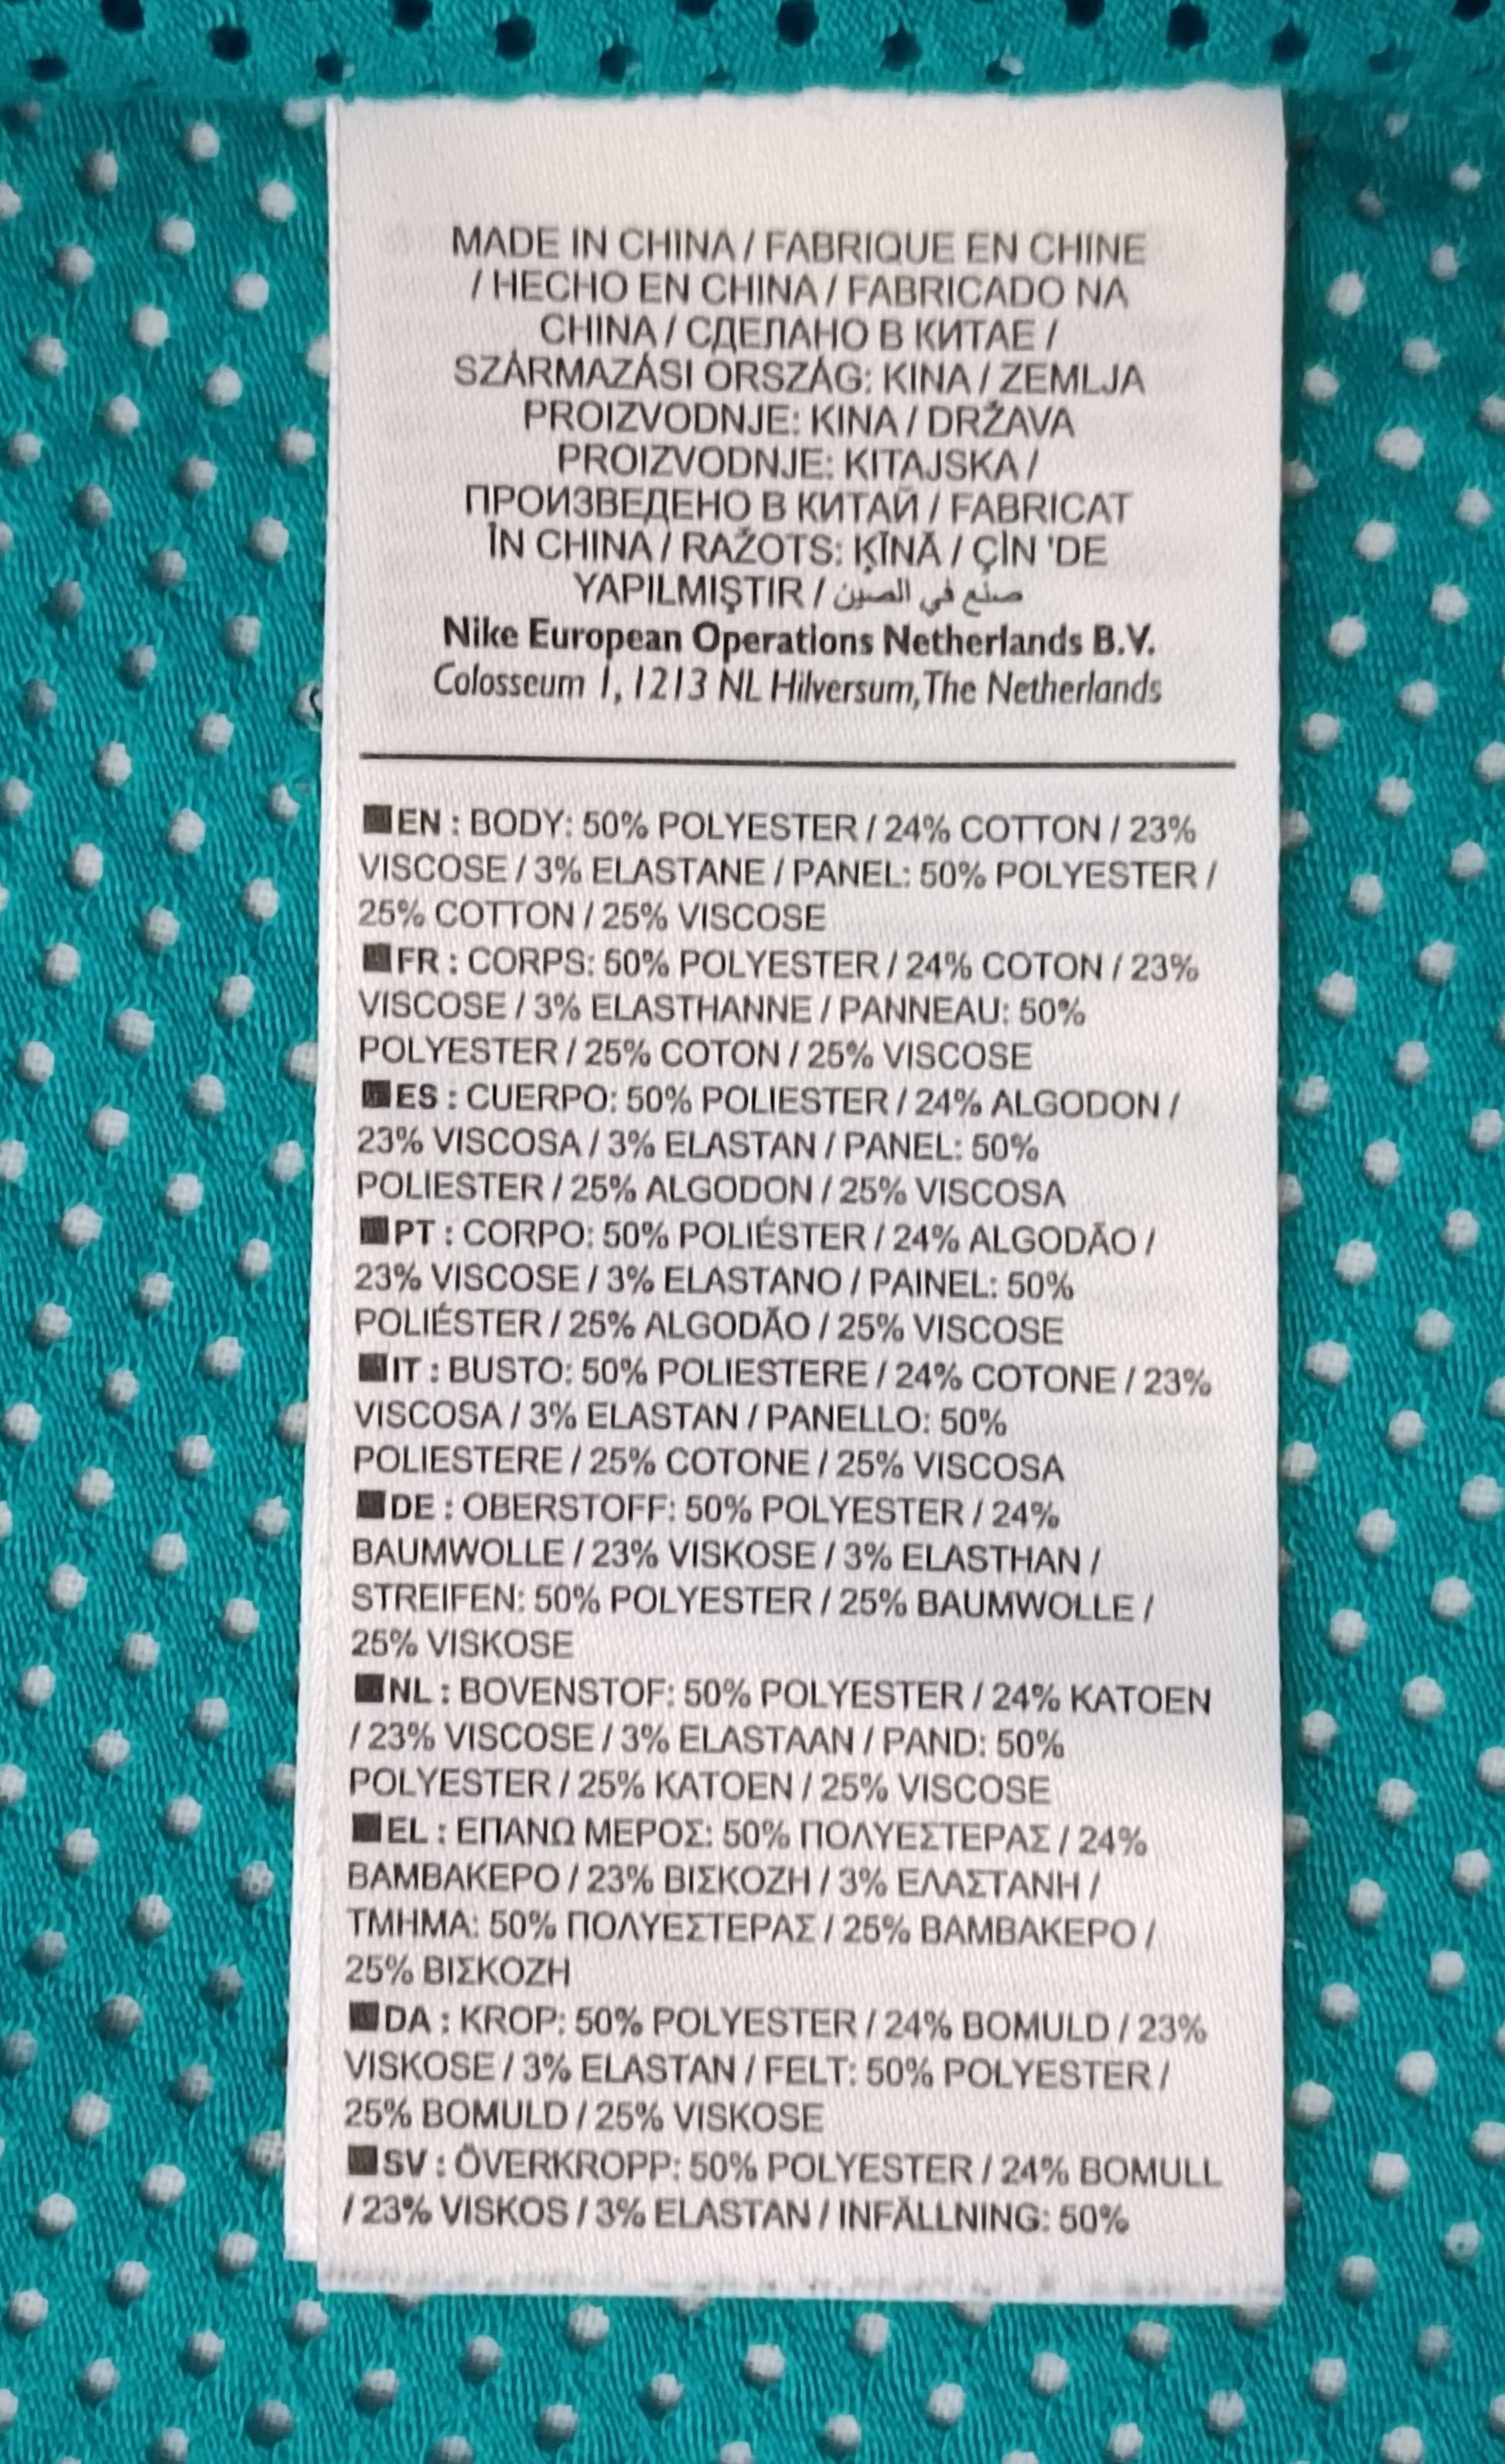 MADE IN CHINA / FABRIQUE EN CHINE
/ HECHO EN CHINA / FABRICADO NA
CHINA / СДЕЛАНО В КИТАЕ /
SZÁRMAZÁSI ORSZÁG: KINA / ZEMLJA
PROIZVODNJE: KINA / DRŽAVA
PROIZVODNJE: KITAJSKA /
ПРОИЗВЕДЕНО В КИТАЙ / FABRICAT
ÎN CHINA / RAŽOTS: ĶĪNĀ / ÇİN 'DE
YAPILMIŞTIR / صنع في الصين
Nike European Operations Netherlands B.V.
Colosseum 1, 1213 NL Hilversum, The Netherlands
■EN : BODY: 50% POLYESTER / 24% COTTON / 23%
VISCOSE / 3% ELASTANE / PANEL: 50% POLYESTER /
25% COTTON / 25% VISCOSE
■FR : CORPS: 50% POLYESTER / 24% COTON / 23%
VISCOSE / 3% ELASTHANNE / PANNEAU: 50%
POLYESTER / 25% COTON / 25% VISCOSE
■ES : CUERPO: 50% POLIESTER / 24% ALGODON /
23% VISCOSA / 3% ELASTAN / PANEL: 50%
POLIESTER / 25% ALGODON / 25% VISCOSA
■PT : CORPO: 50% POLIÉSTER / 24% ALGODÃO /
23% VISCOSE / 3% ELASTANO / PAINEL: 50%
POLIÉSTER / 25% ALGODÃO / 25% VISCOSE
■IT : BUSTO: 50% POLIESTERE / 24% COTONE / 23%
VISCOSA / 3% ELASTAN / PANELLO: 50%
POLIESTERE / 25% COTONE / 25% VISCOSA
■DE : OBERSTOFF: 50% POLYESTER / 24%
BAUMWOLLE / 23% VISKOSE / 3% ELASTHAN /
STREIFEN: 50% POLYESTER / 25% BAUMWOLLE /
25% VISKOSE
■NL : BOVENSTOF: 50% POLYESTER / 24% KATOEN
/ 23% VISCOSE / 3% ELASTAAN / PAND: 50%
POLYESTER / 25% KATOEN / 25% VISCOSE
■EL : ΕΠΑΝΩ ΜΕΡΟΣ: 50% ΠΟΛΥΕΣΤΕΡΑΣ / 24%
ΒΑΜΒΑΚΕΡΟ / 23% ΒΙΣΚΟΖΗ / 3% ΕΛΑΣΤΑΝΗ /
ΤΜΗΜΑ: 50% ΠΟΛΥΕΣΤΕΡΑΣ / 25% ΒΑΜΒΑΚΕΡΟ /
25% ΒΙΣΚΟΖΗ
■DA : KROP: 50% POLYESTER / 24% BOMULD / 23%
VISKOSE / 3% ELASTAN / FELT: 50% POLYESTER /
25% BOMULD / 25% VISKOSE
■SV : ÖVERKROPP: 50% POLYESTER / 24% BOMULL
/ 23% VISKOS / 3% ELASTAN / INFÄLLNING: 50%